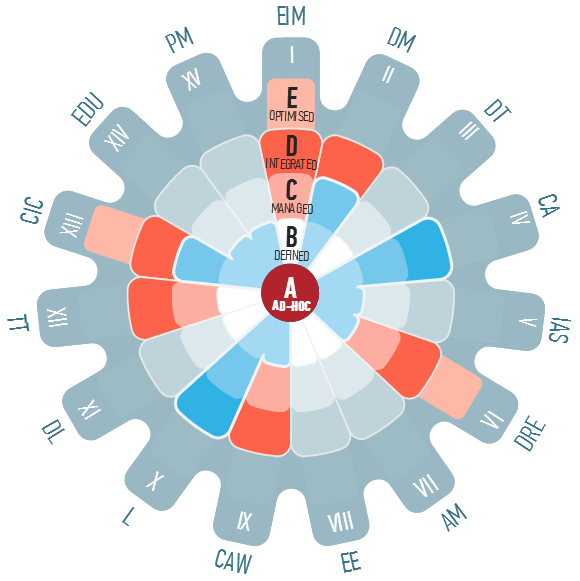 EIM
I
DM
II
DT
III
CA
IV
IAS
V
DRE
VI
AM
VII
EE
VIII
CAW
IX
L
X
DL
XI
TT
XII
CIC
XIII
EDU
XIV
PM
XV
E
OPTIMISED
D
INTEGRATED
C
MANAGED
B
DEFINED
A
AD-HOC